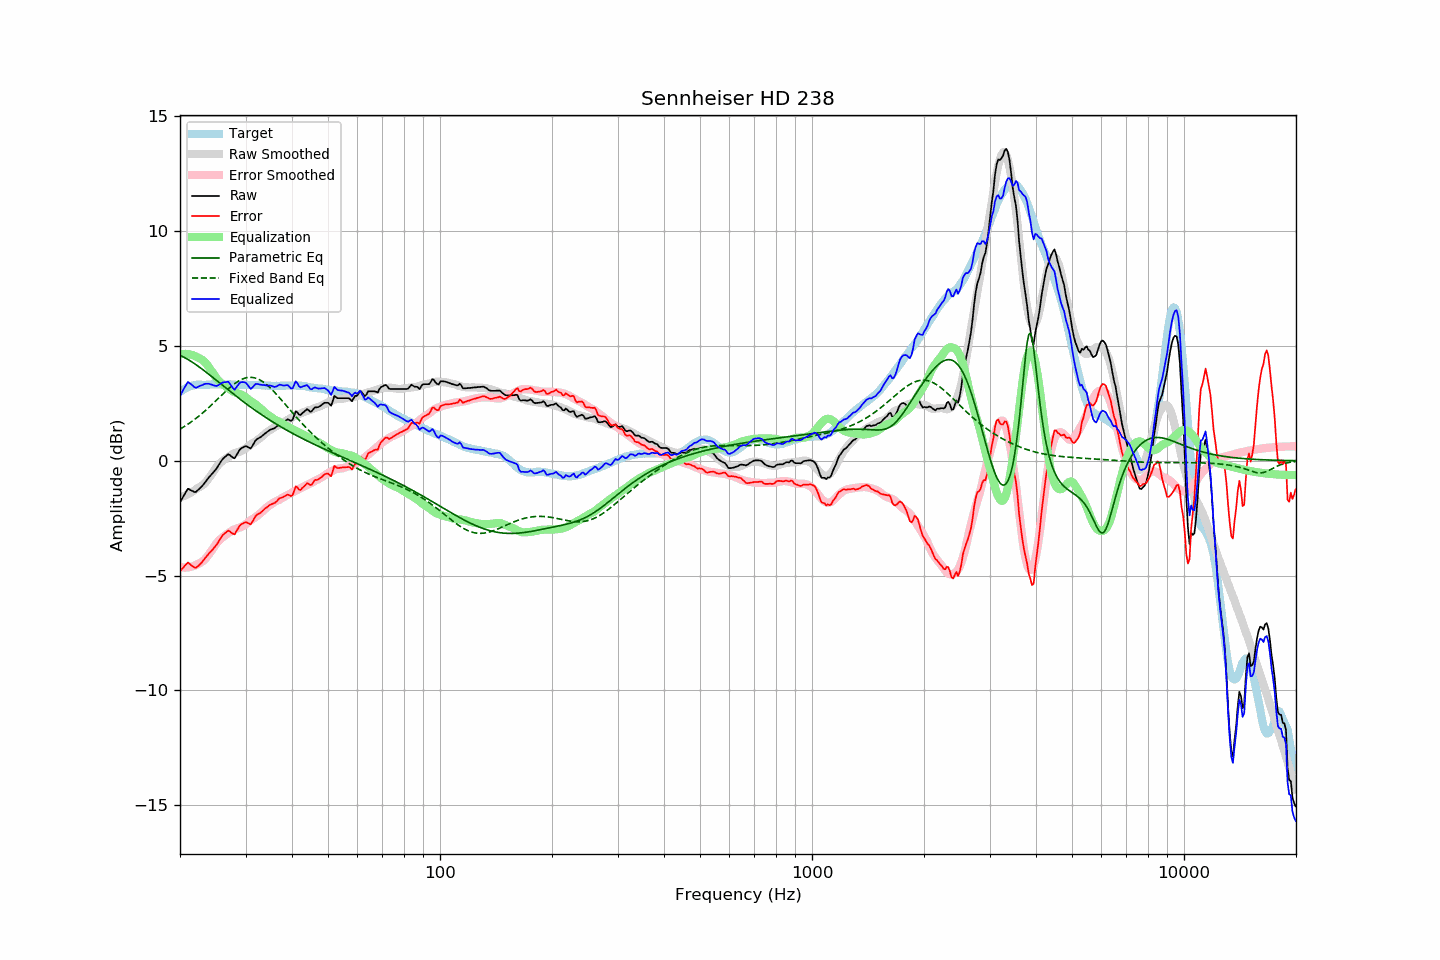 Sennheiser HD 238
Target
Raw Smoothed
Error Smoothed
Raw
Error
Equalization
Parametric Eq
Fixed Band Eq
Equalized
Amplitude (dBr)
15
10
5
0
−5
−10
−15
100
1000
10000
Frequency (Hz)